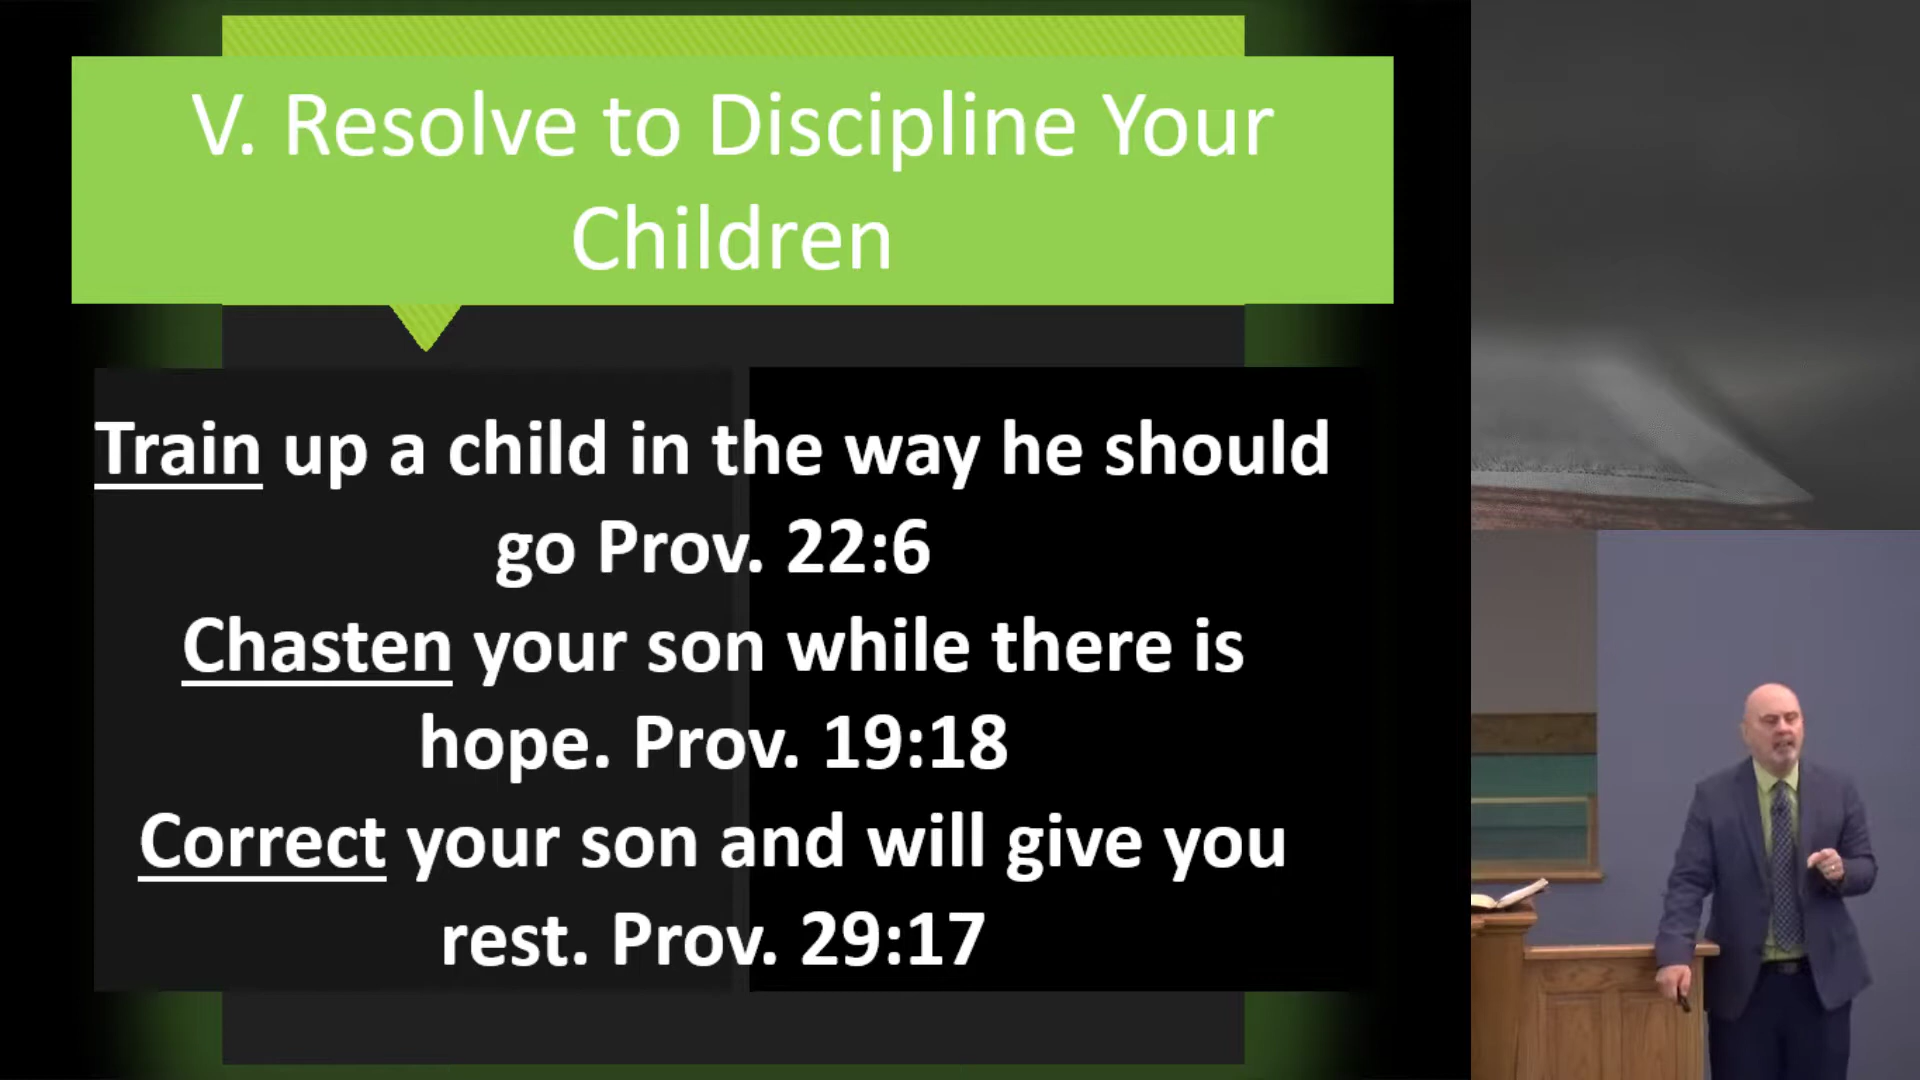 V. Resolve to Discipline Your
Children
Train up a child in the way he should
go Prov. 22:6
Chasten your son while there is
hope. Prov. 19:18
Correct your son and will give you
rest. Prov. 29:17